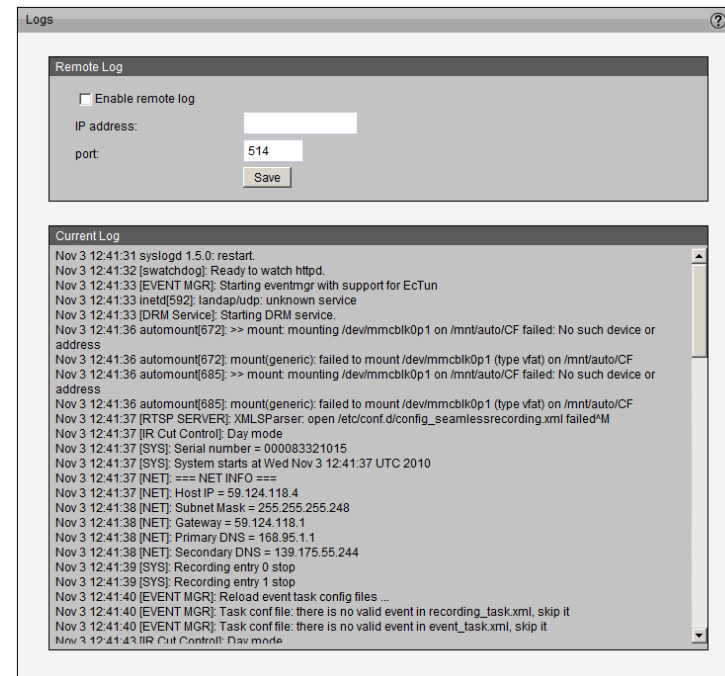 Logs
Remote Log
Enable remote log
IP address:
port: 514
Save
Current Log
Nov 3 12:41:31 syslogd 1.5.0: restart.
Nov 3 12:41:32 [swatchdog]: Ready to watch httpd.
Nov 3 12:41:33 [EVENT MGR]: Starting eventmgr with support for EcTun
Nov 3 12:41:33 inetd[592]: landap/udp: unknown service
Nov 3 12:41:33 [DRM Service]: Starting DRM service.
Nov 3 12:41:36 automount[672]: >> mount: mounting /dev/mmcblk0p1 on /mnt/auto/CF failed: No such device or
address
Nov 3 12:41:36 automount[672]: mount(generic): failed to mount /dev/mmcblk0p1 (type vfat) on /mnt/auto/CF
Nov 3 12:41:36 automount[685]: >> mount: mounting /dev/mmcblk0p1 on /mnt/auto/CF failed: No such device or
address
Nov 3 12:41:36 automount[685]: mount(generic): failed to mount /dev/mmcblk0p1 (type vfat) on /mnt/auto/CF
Nov 3 12:41:37 [RTSP SERVER]: XMLSParser: open /etc/conf.d/config_seamlessrecording.xml failed^M
Nov 3 12:41:37 [IR Cut Control]: Day mode
Nov 3 12:41:37 [SYS]: Serial number = 000083321015
Nov 3 12:41:37 [SYS]: System starts at Wed Nov 3 12:41:37 UTC 2010
Nov 3 12:41:37 [NET]: === NET INFO ===
Nov 3 12:41:37 [NET]: Host IP = 59.124.118.4
Nov 3 12:41:38 [NET]: Subnet Mask = 255.255.255.248
Nov 3 12:41:38 [NET]: Gateway = 59.124.118.1
Nov 3 12:41:38 [NET]: Primary DNS = 168.95.1.1
Nov 3 12:41:38 [NET]: Secondary DNS = 139.175.55.244
Nov 3 12:41:39 [SYS]: Recording entry 0 stop
Nov 3 12:41:39 [SYS]: Recording entry 1 stop
Nov 3 12:41:40 [EVENT MGR]: Reload event task config files ...
Nov 3 12:41:40 [EVENT MGR]: Task conf file: there is no valid event in recording_task.xml, skip it
Nov 3 12:41:40 [EVENT MGR]: Task conf file: there is no valid event in event_task.xml, skip it
Nov 3 12:41:43 [IR Cut Control]: Day mode